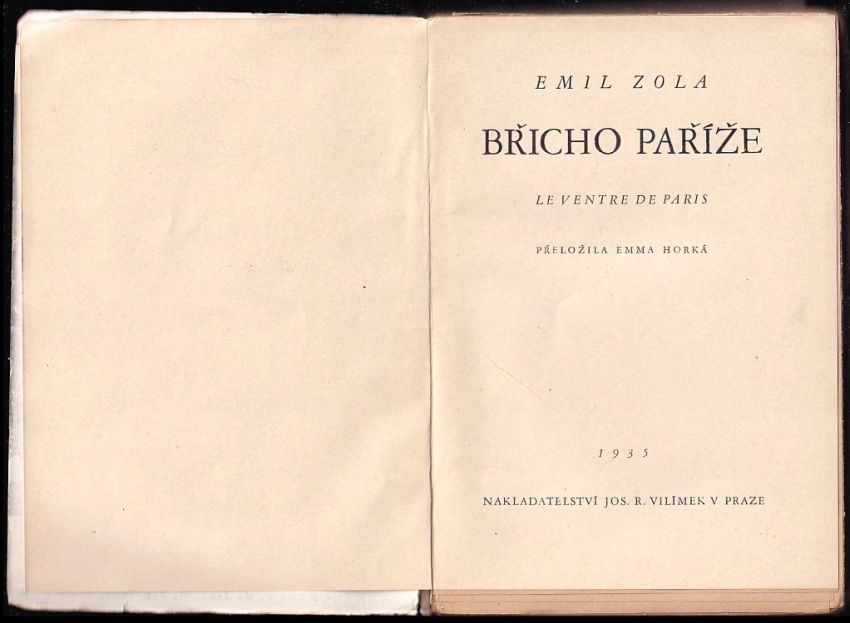 EMIL ZOLA
BŘICHO PAŘÍŽE
LE VENTRE DE PARIS
PŘELOŽILA EMMA HORKÁ
1935
NAKLADATELSTVÍ JOS. R. VILÍMEK V PRAZE